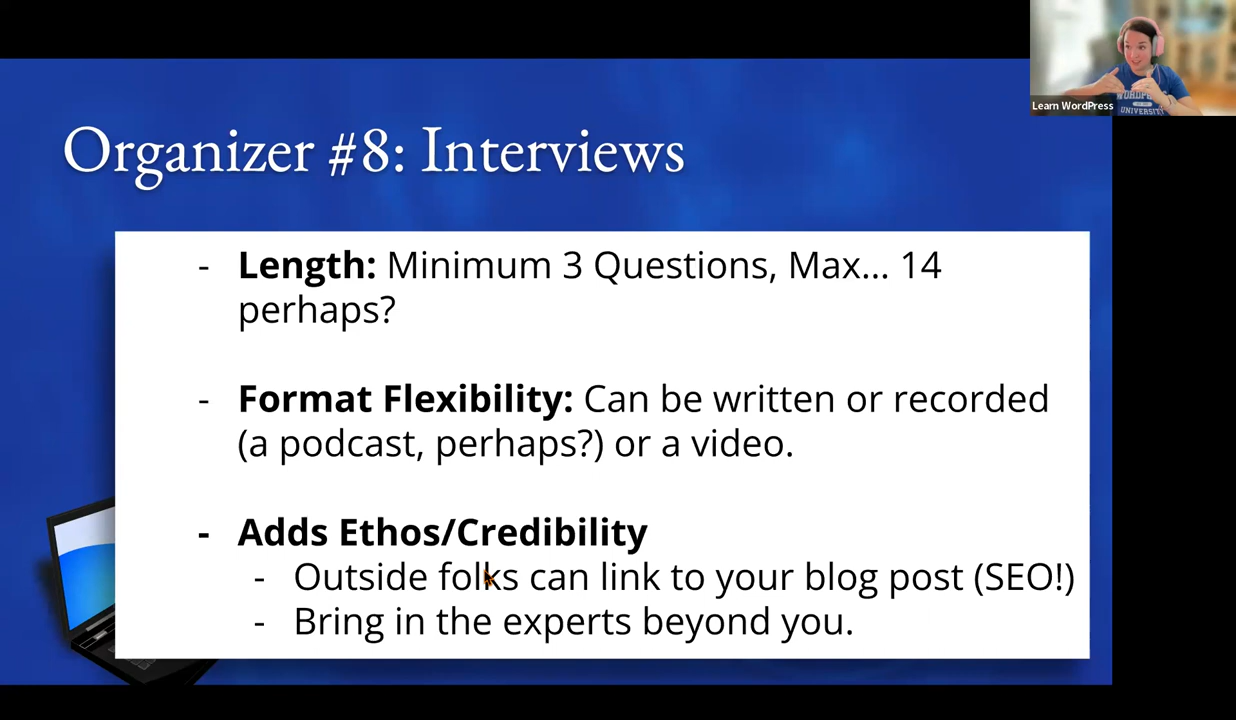 Organizer #8: Interviews
- Length: Minimum 3 Questions, Max... 14
perhaps?
- Format Flexibility: Can be written or recorded
(a podcast, perhaps?) or a video.
- Adds Ethos/Credibility
- Outside folks can link to your blog post (SEO!)
- Bring in the experts beyond you.
Learn WordPress
WORDPRESS
UNIVERSITY